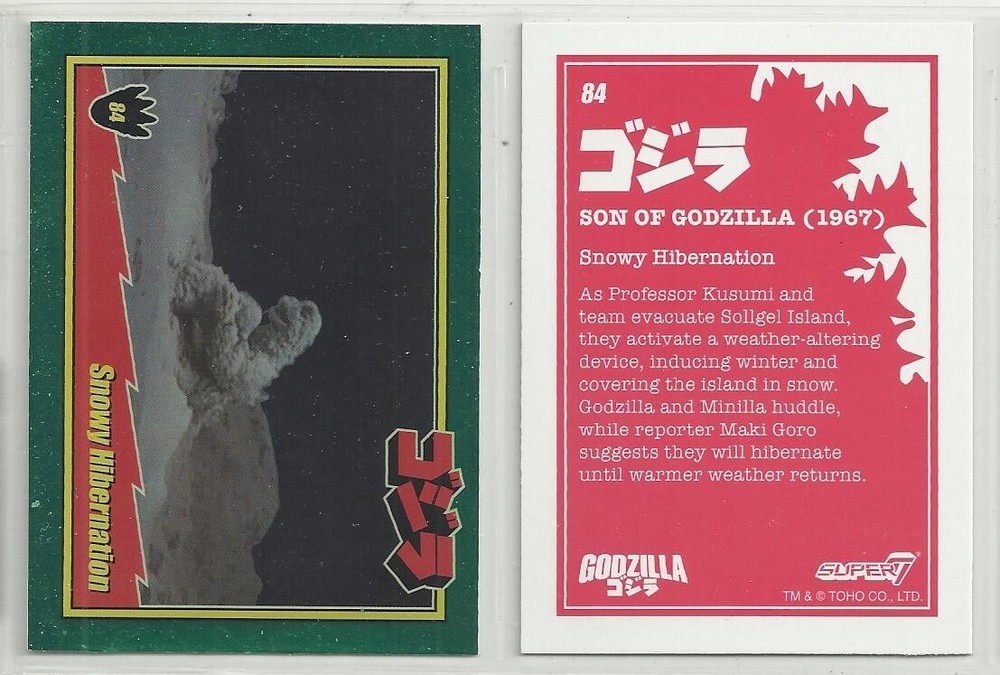 84
ゴジラ
Snowy Hibernation
84
ゴジラ
SON OF GODZILLA (1967)
Snowy Hibernation
As Professor Kusumi and
team evacuate Sollgel Island,
they activate a weather-altering
device, inducing winter and
covering the island in snow.
Godzilla and Minilla huddle,
while reporter Maki Goro
suggests they will hibernate
until warmer weather returns.
GODZILLA
ゴジラ
SUPER7®
TM & © TOHO CO., LTD.